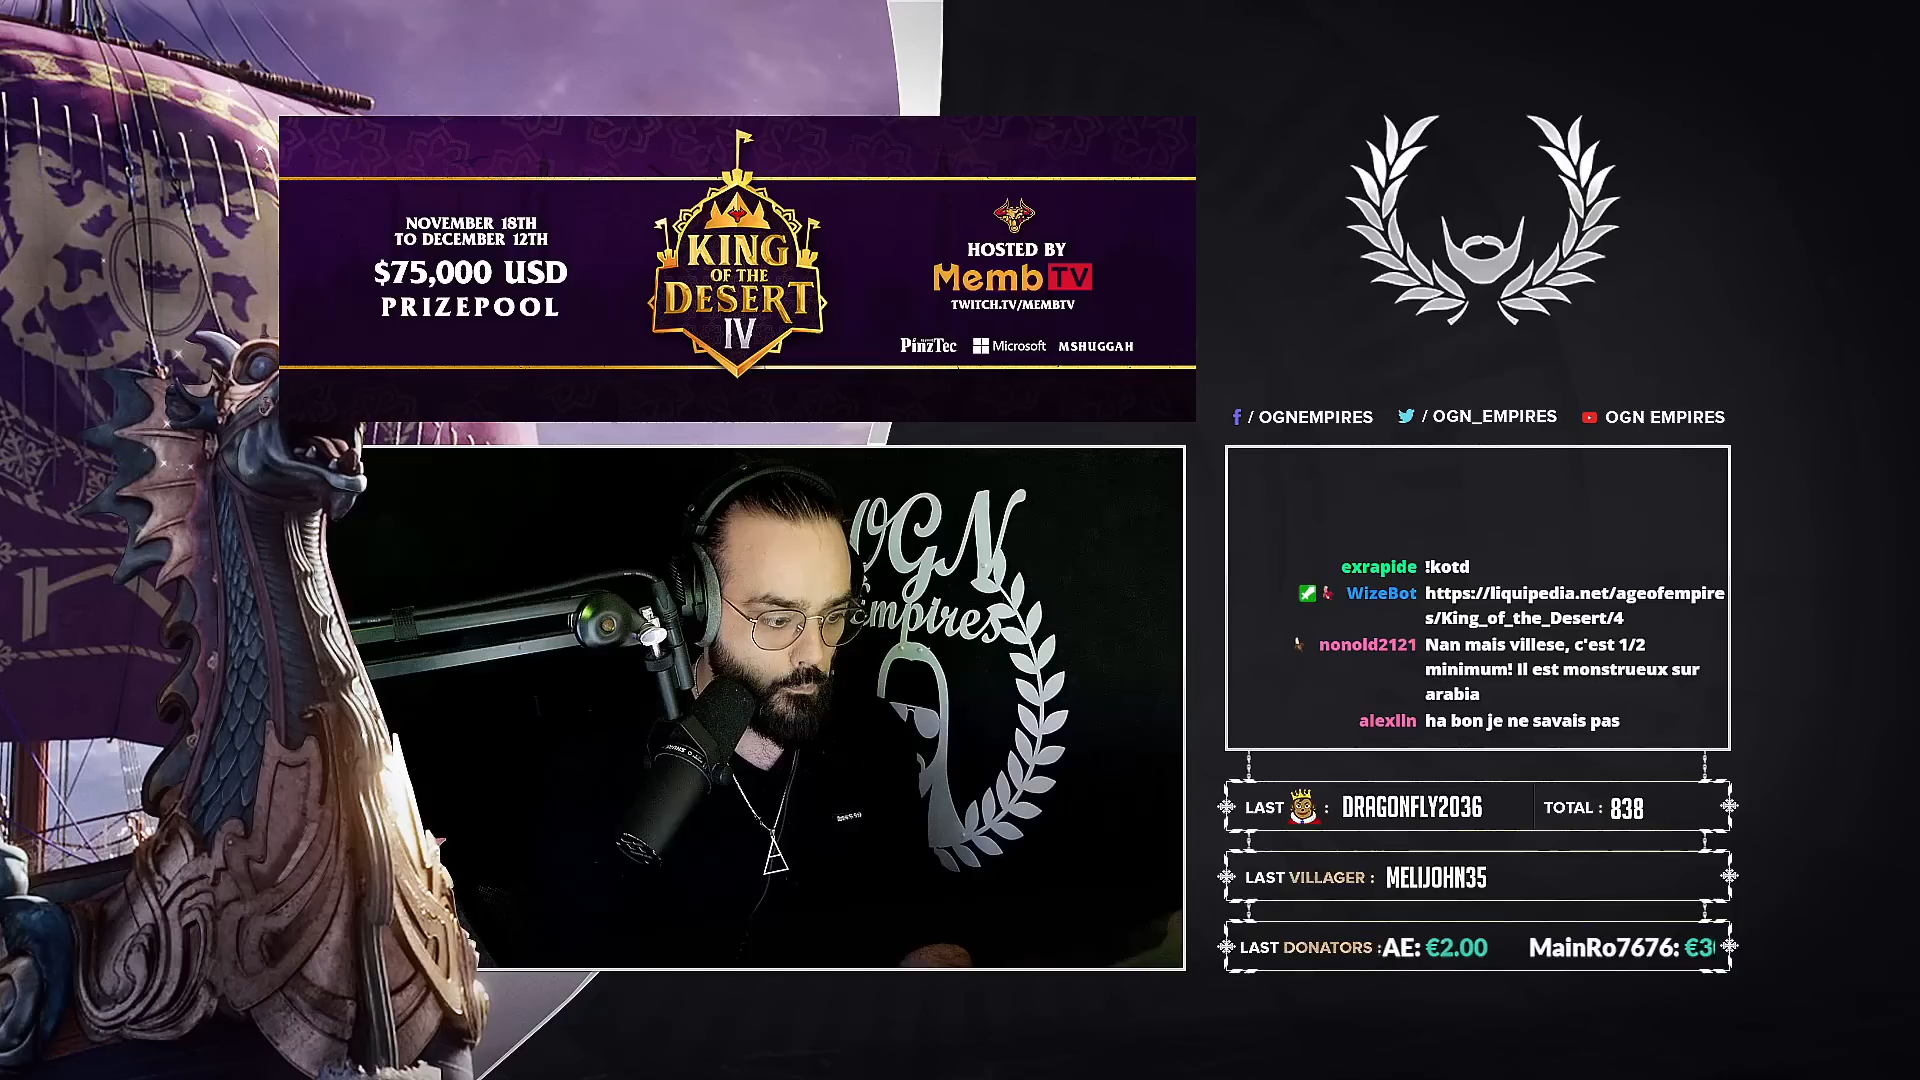 NOVEMBER 18TH
TO DECEMBER 12TH
$75,000 USD
PRIZEPOOL
KING
OF THE
DESERT
IV
HOSTED BY
MembTV
TWITCH.TV/MEMBTV
PinzTec Microsoft MSHUGGAH
/ OGNEMPIRES / OGN_EMPIRES OGN EMPIRES
OGN
Empires
exrapide !kotd
WizeBot https://liquipedia.net/ageofempire
s/King_of_the_Desert/4
nonold2121 Nan mais villese, c'est 1/2
minimum! Il est monstrueux sur
arabia
alexlln ha bon je ne savais pas
LAST : DRAGONFLY2036 TOTAL : 838
LAST VILLAGER : MELIJOHN35
LAST DONATORS : AE: €2.00 MainRo7676: €3